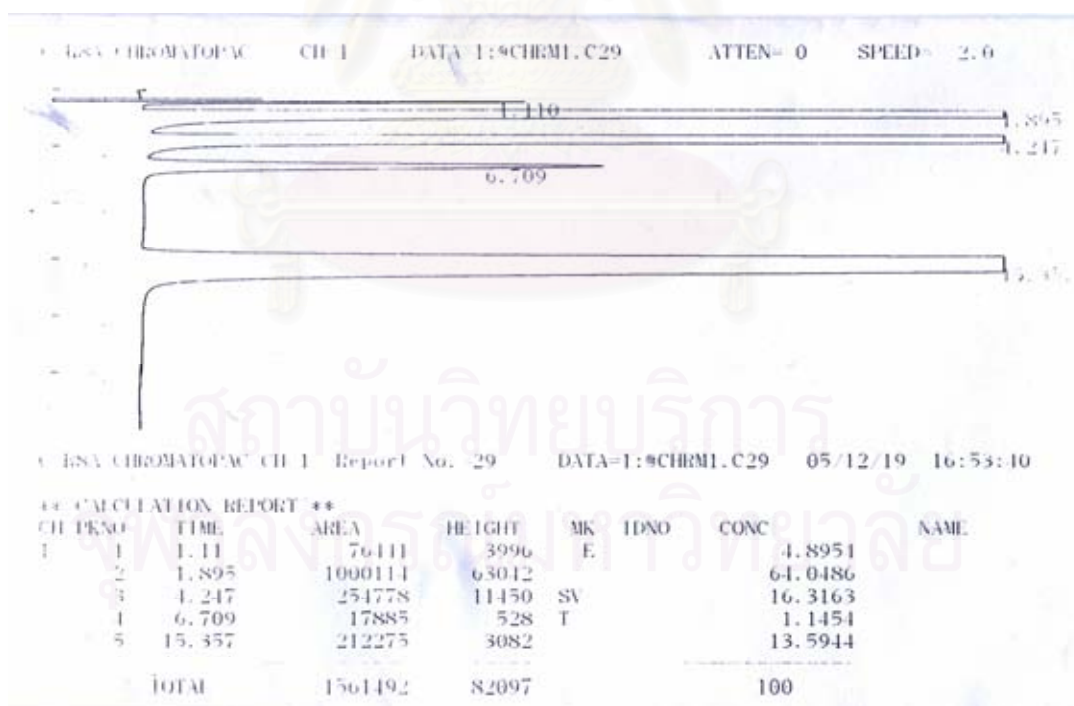 CHROMATOPAC CH=1 DATA=1:@CHRM1.C29 ATTEN= 0 SPEED= 2.0
1.110
1.895
4.247
6.709
สถาบันวิทยบริการ
CHROMATOPAC CH=1 Report No.=29 DATA=1:@CHRM1.C29 05/12/19 16:53:40
** CALCULATION REPORT **
CH PKNO TIME AREA HEIGHT MK IDNO CONC NAME
1 1 1.11 76441 3996 E 4.8951
2 1.895 1000114 63042 64.0486
3 4.247 254778 11450 SV 16.3163
4 6.709 17885 528 T 1.1454
5 15.357 212275 3082 13.5944
TOTAL 1561492 82097 100
จุฬาลงกรณ์มหาวิทยาลัย